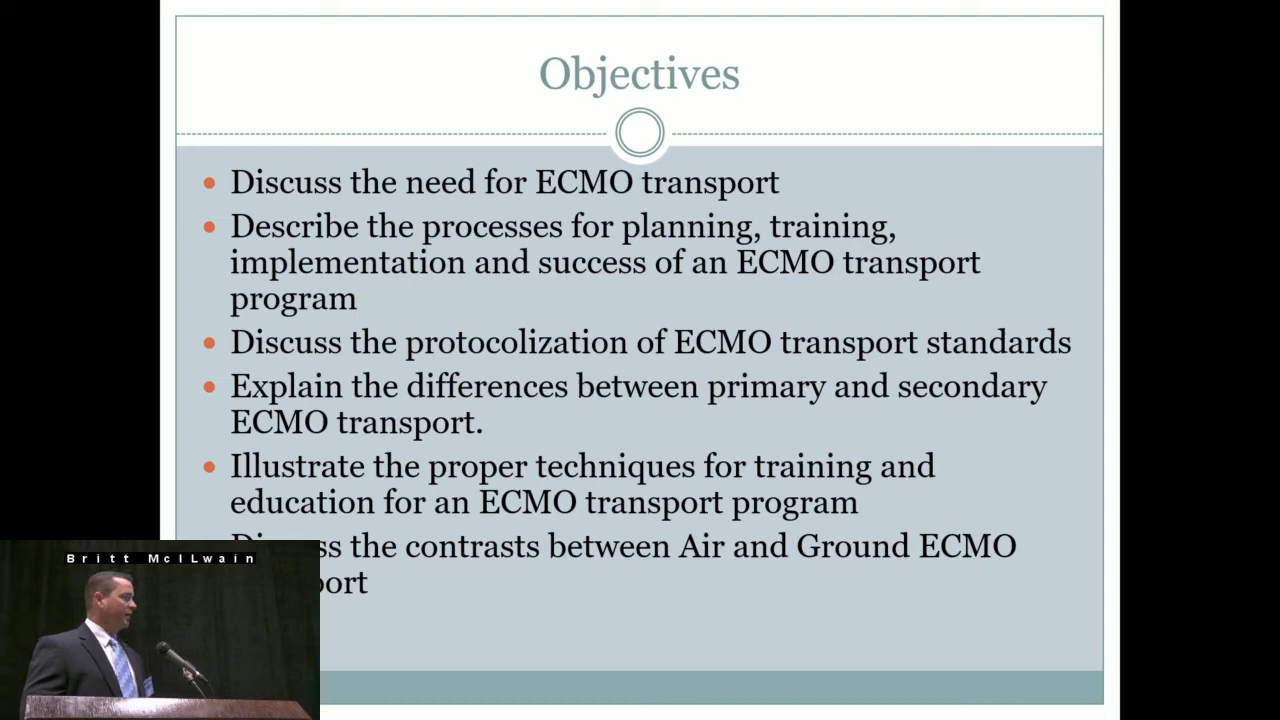 Objectives
Discuss the need for ECMO transport
Describe the processes for planning, training,
implementation and success of an ECMO transport
program
Discuss the protocolization of ECMO transport standards
Explain the differences between primary and secondary
ECMO transport.
Illustrate the proper techniques for training and
education for an ECMO transport program
the contrasts between Air and Ground ECMO
Britt McILwain